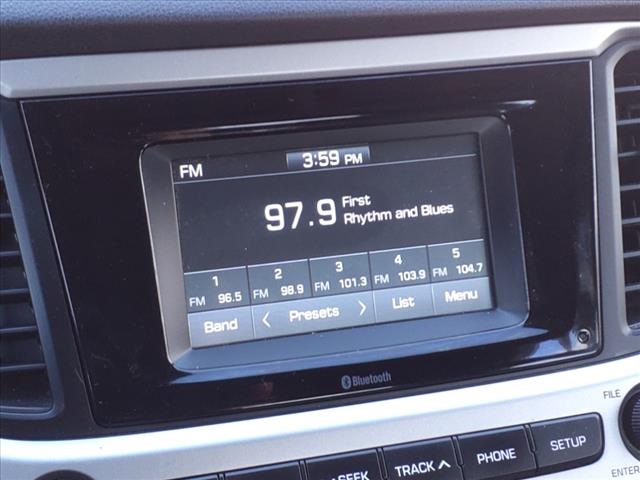 3:59 PM
FM
97.9 First
Rhythm and Blues
1 2 3 4 5
FM 96.5 FM 98.9 FM 101.3 FM 103.9 FM 104.7
Band < Presets > List Menu
Bluetooth
FILE
SEEK TRACK ∧ PHONE SETUP
ENTER